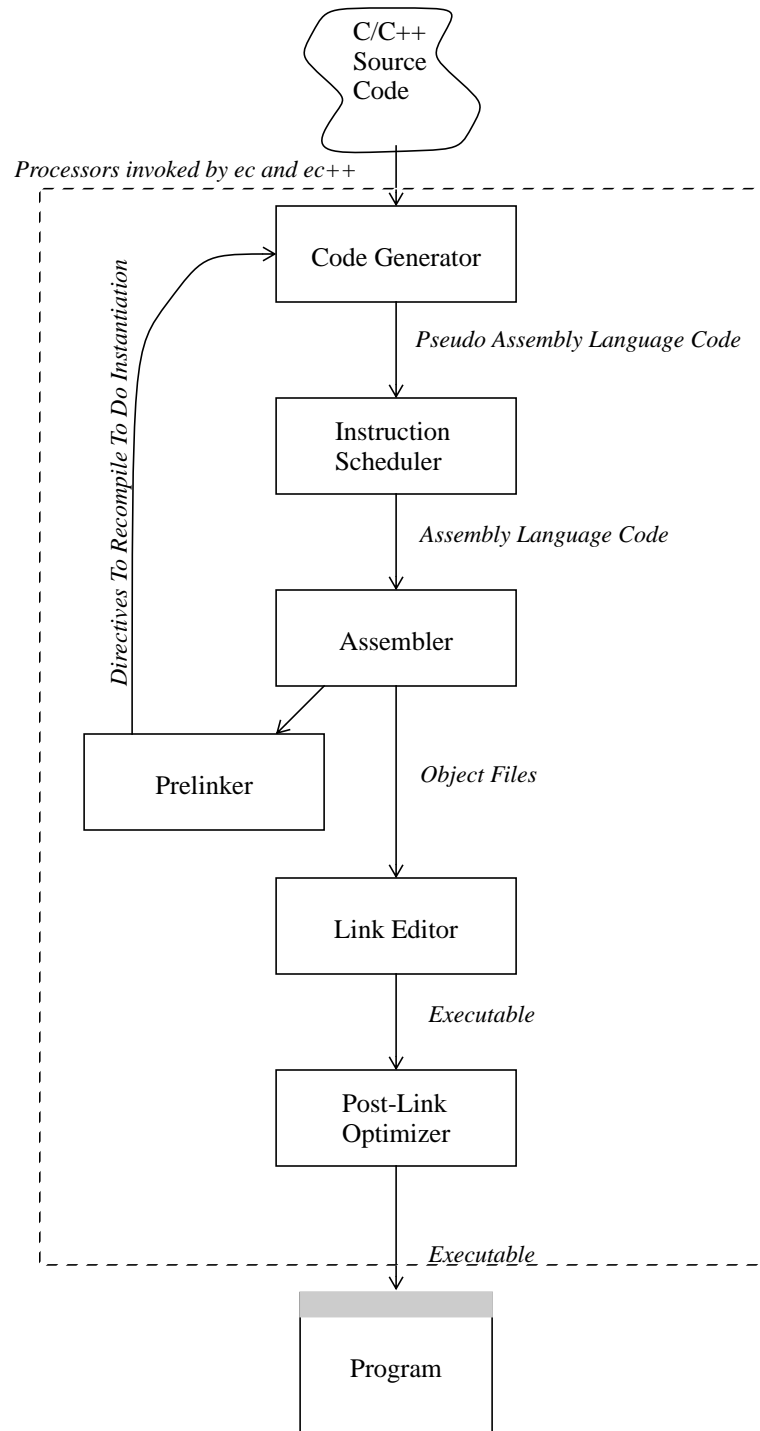 C/C++
Source
Code
Processors invoked by ec and ec++
Code Generator
Pseudo Assembly Language Code
Directives To Recompile To Do Instantiation
Instruction
Scheduler
Assembly Language Code
Assembler
Prelinker
Object Files
Link Editor
Executable
Post-Link
Optimizer
Executable
Program